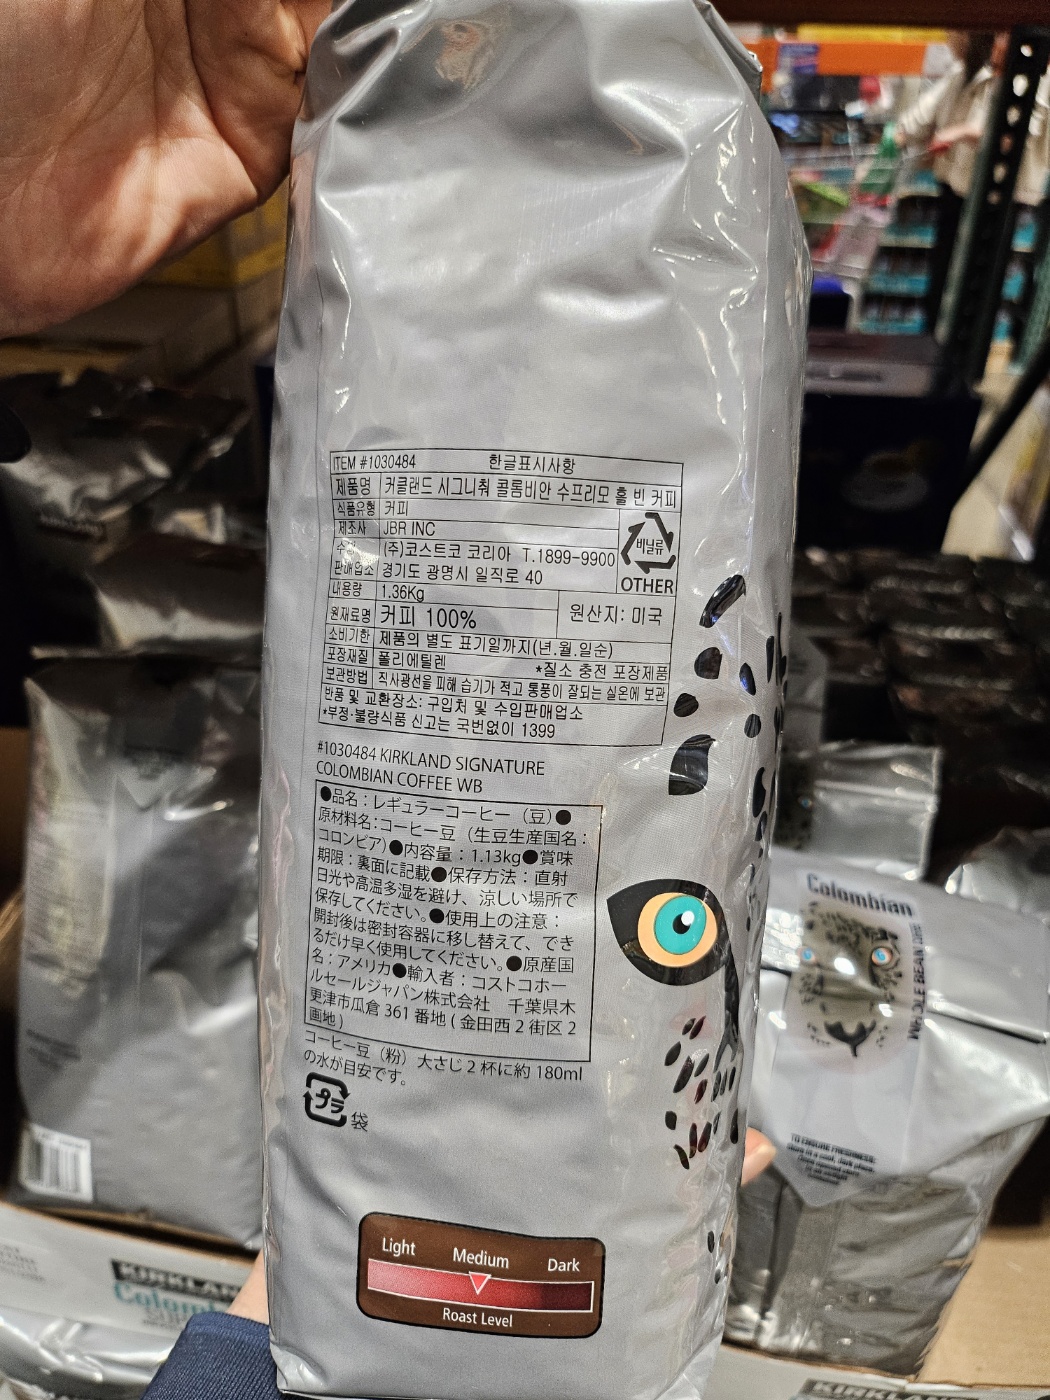 ITEM #1030484 한글표시사항
제품명 커클랜드 시그니춰 콜롬비안 수프리모 홀 빈 커피
식품유형 커피
제조사 JBR INC
(주)코스트코 코리아 T.1899-9900
판매업소 경기도 광명시 일직로 40
비닐류
OTHER
내용량 1.36Kg
원재료명 커피 100% 원산지: 미국
소비기한 제품의 별도 표기일까지(년.월.일순)
포장재질 폴리에틸렌 *질소 충전 포장제품
보관방법 직사광선을 피해 습기가 적고 통풍이 잘되는 실온에 보관
반품 및 교환장소: 구입처 및 수입판매업소
*부정·불량식품 신고는 국번없이 1399
#1030484 KIRKLAND SIGNATURE
COLOMBIAN COFFEE WB
●品名：レギュラーコーヒー（豆）●
原材料名：コーヒー豆（生豆生産国名：
コロンビア）●内容量：1.13kg●賞味
期限：裏面に記載●保存方法：直射
日光や高温多湿を避け、涼しい場所で
保存してください。●使用上の注意：
開封後は密封容器に移し替えて、でき
るだけ早く使用してください。●原産国
名：アメリカ●輸入者：コストコホー
ルセールジャパン株式会社 千葉県木
更津市瓜倉 361 番地 ( 金田西 2 街区 2
画地 )
コーヒー豆（粉）大さじ 2 杯に約 180ml
の水が目安です。
プラ 袋
Light Medium Dark
Roast Level
Colombian
WHOLE BEAN
TO ENSURE FRESHNESS:
KIRKLAND